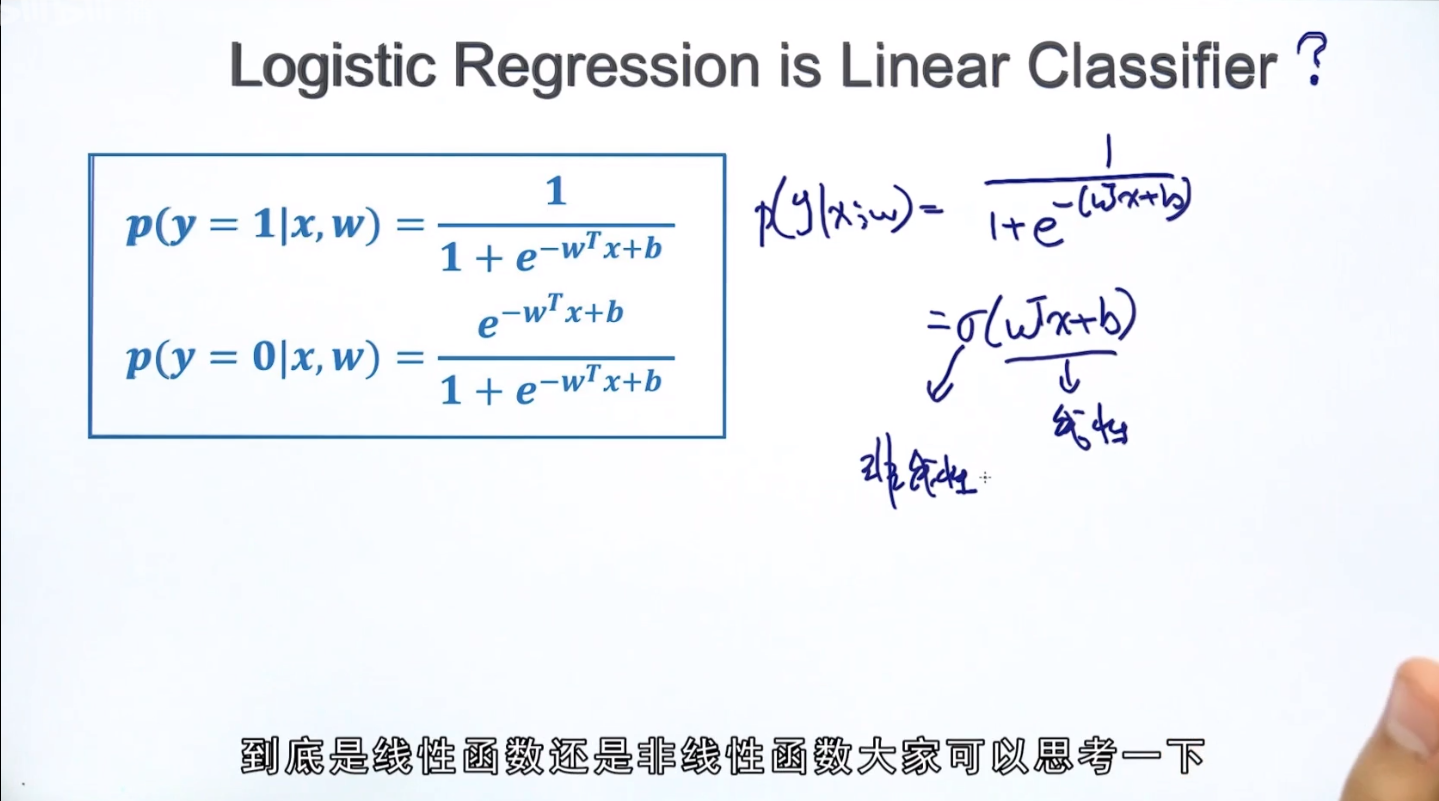 Logistic Regression is Linear Classifier ?
p(y = 1|x, w) = 1 / (1 + e^{-w^T x+b})
p(y = 0|x, w) = e^{-w^T x+b} / (1 + e^{-w^T x+b})
p(y|x;w) = 1 / (1+e^{-(w^T x+b)})
=σ(w^T x+b)
线性
非线性
到底是线性函数还是非线性函数大家可以思考一下